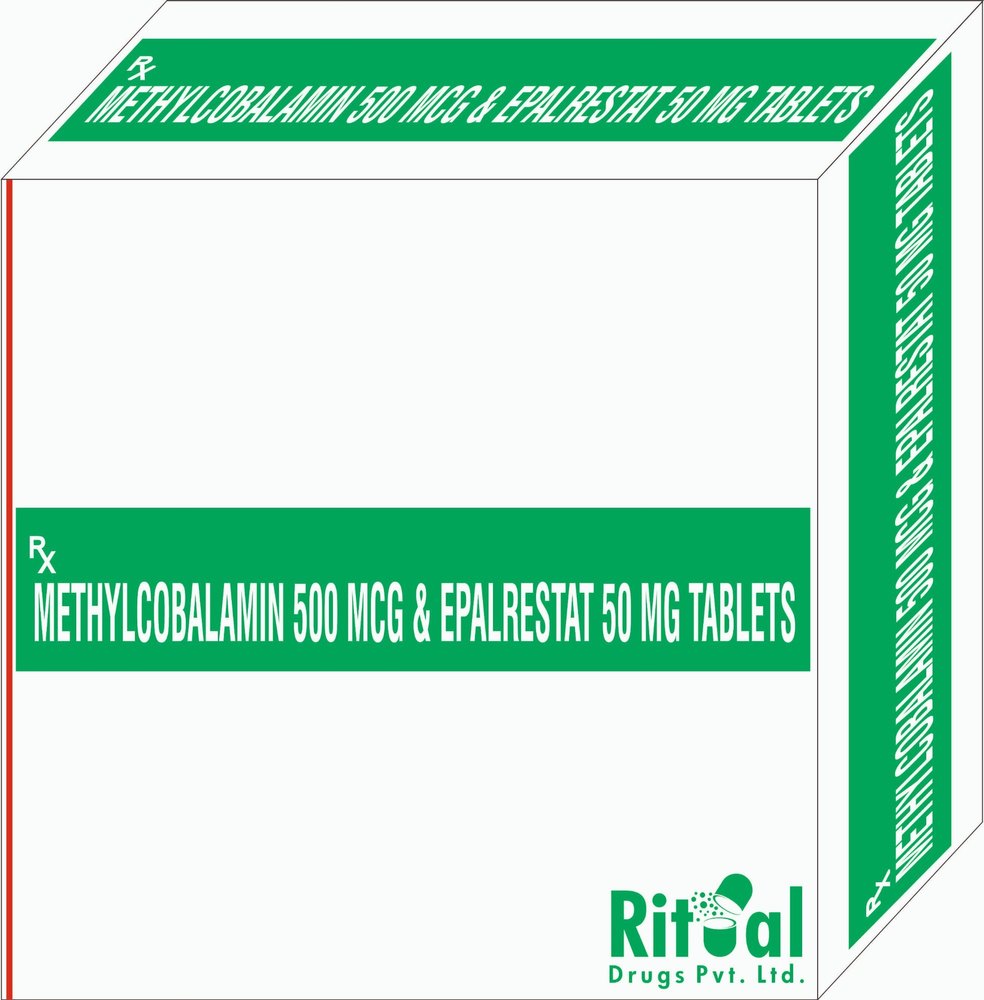 Rx
METHYLCOBALAMIN 500 MCG & EPALRESTAT 50 MG TABLETS
Rx
METHYLCOBALAMIN 500 MCG & EPALRESTAT 50 MG TABLETS
Rx
METHYLCOBALAMIN 500 MCG & EPALRESTAT 50 MG TABLETS
Ritual
Drugs Pvt. Ltd.